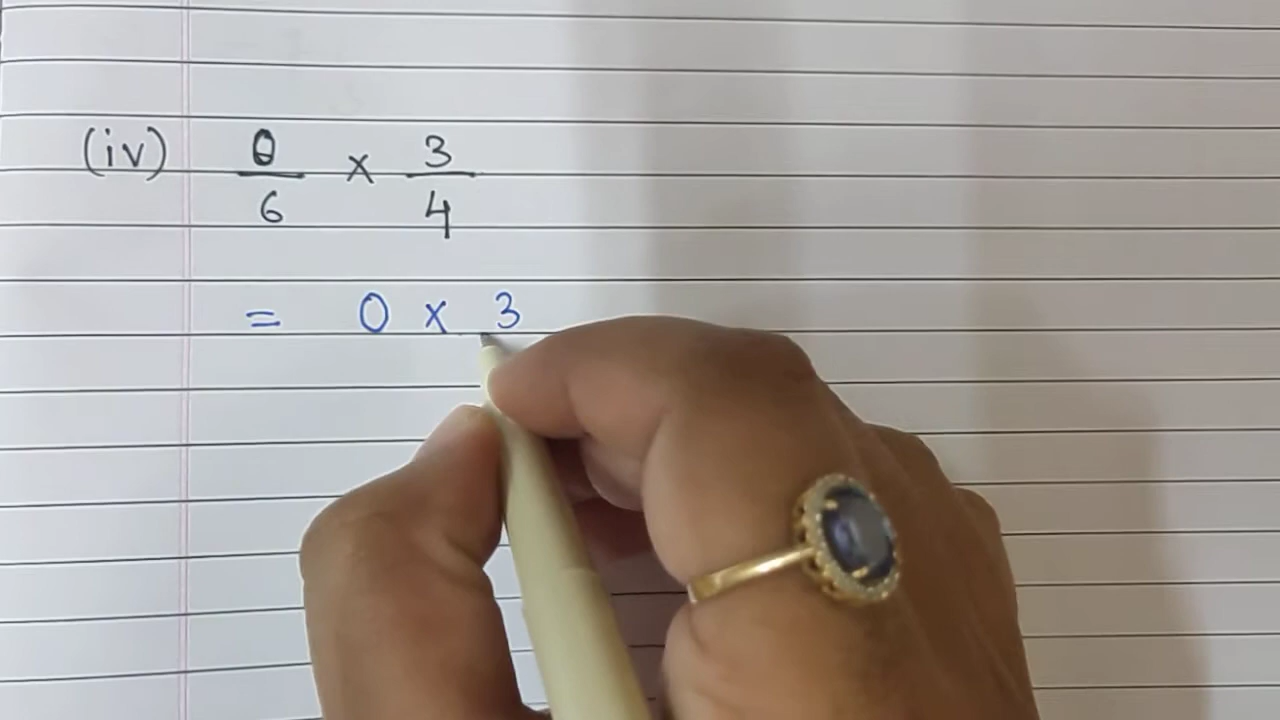 (iv) 0/6 × 3/4
= 0 × 3